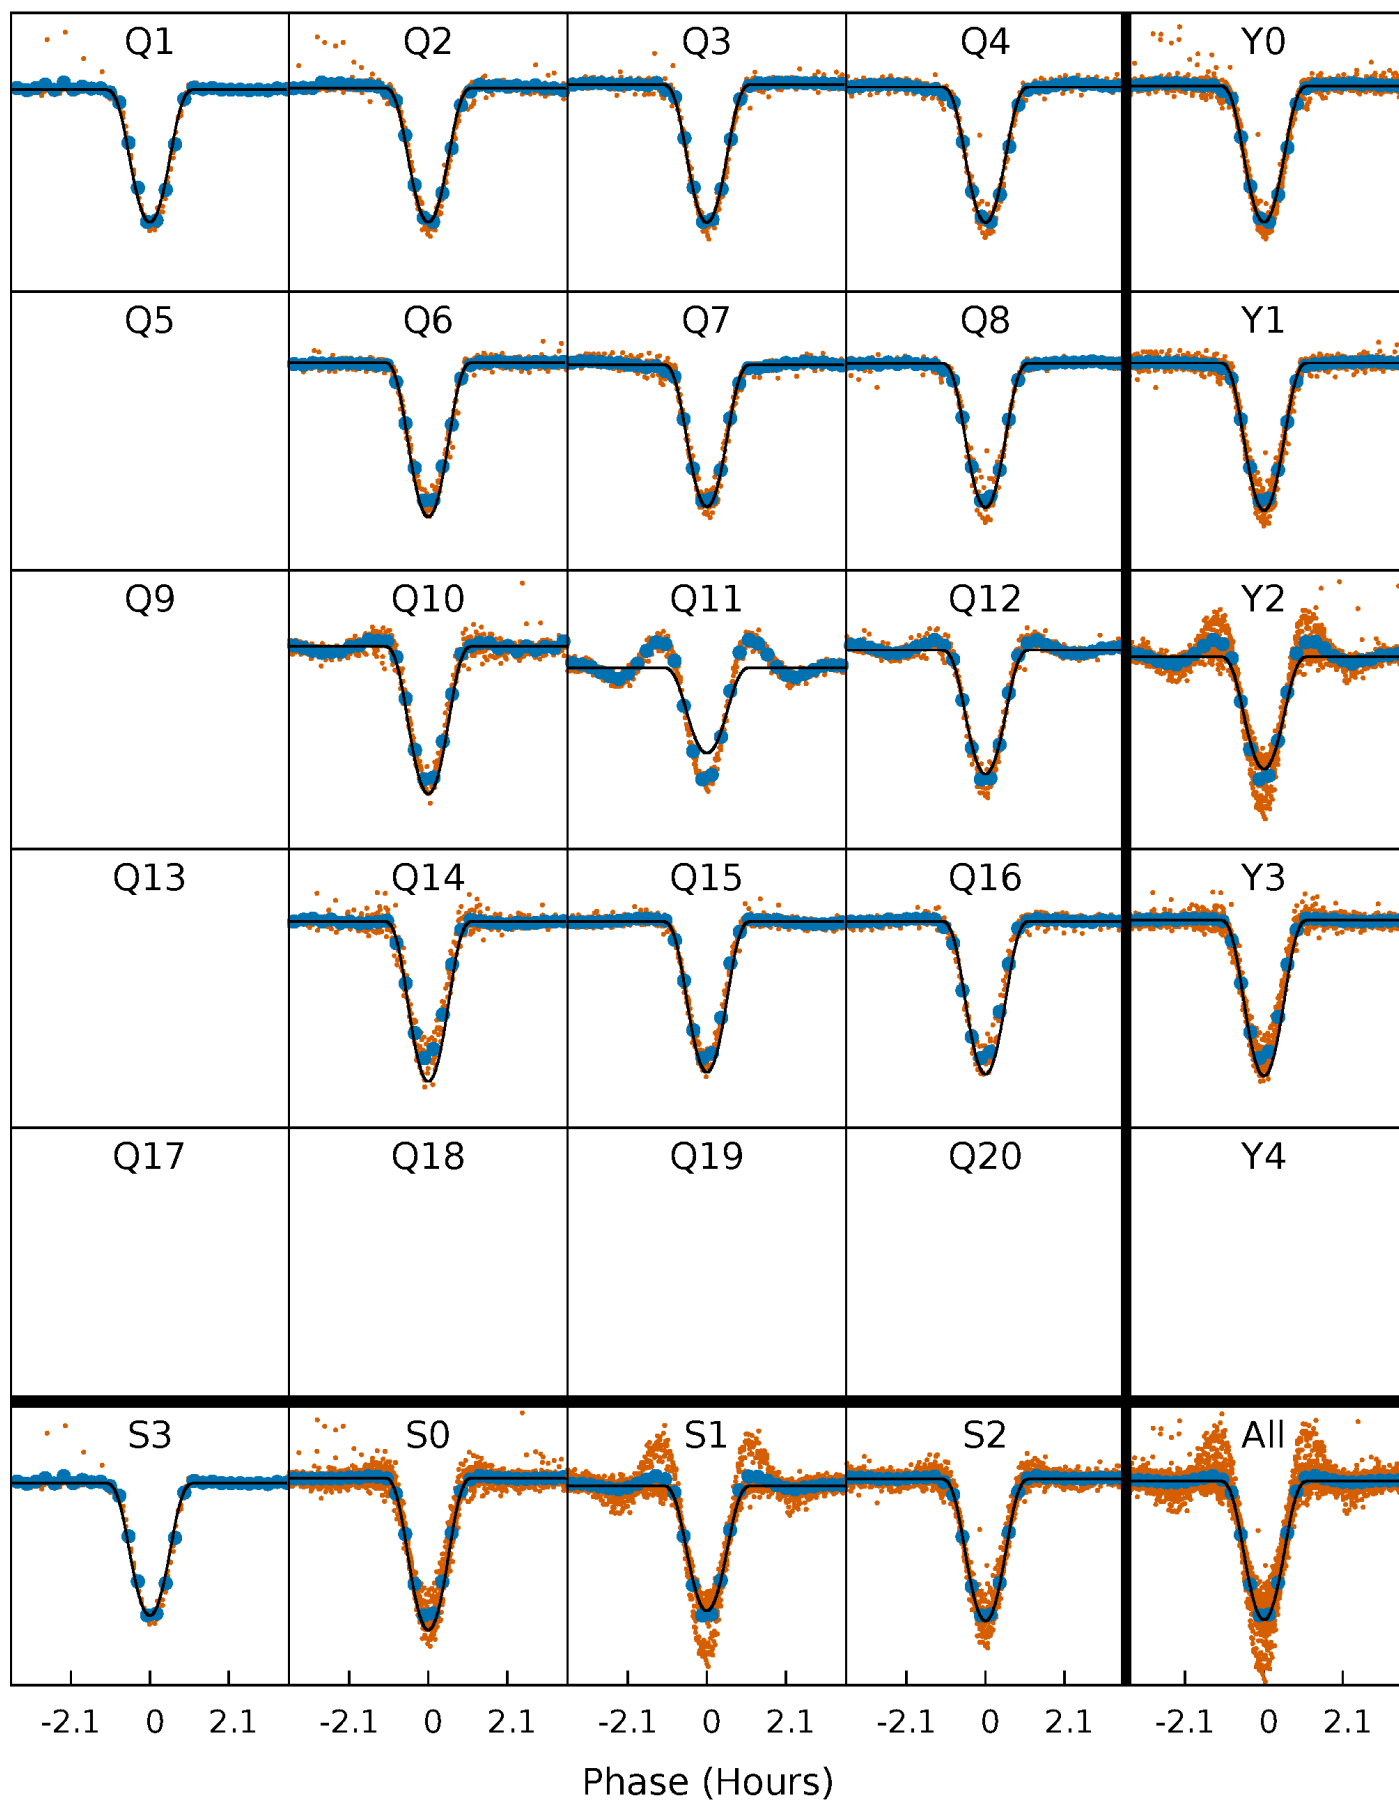 Q1 Q2 Q3 Q4 Y0
Q5 Q6 Q7 Q8 Y1
Q9 Q10 Q11 Q12 Y2
Q13 Q14 Q15 Q16 Y3
Q17 Q18 Q19 Q20 Y4
S3 S0 S1 S2 All
-2.1 0 2.1 -2.1 0 2.1 -2.1 0 2.1 -2.1 0 2.1 -2.1 0 2.1
Phase (Hours)